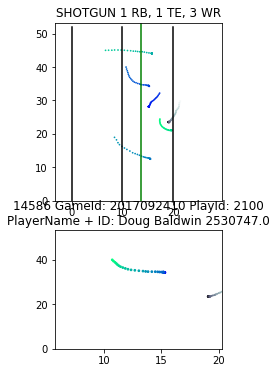 SHOTGUN 1 RB, 1 TE, 3 WR
50
40
30
20
10
0
0 10 20
14586 GameId: 2017092410 PlayId: 2100
PlayerName + ID: Doug Baldwin 2530747.0
40
20
0
10 15 20